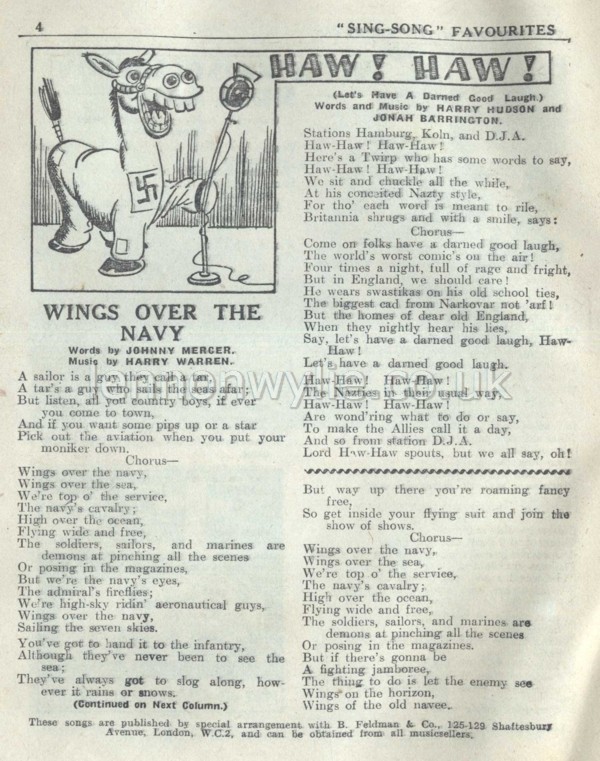 4
"SING-SONG" FAVOURITES
HAW! HAW!
(Let's Have A Darned Good Laugh.)
Words and Music by HARRY HUDSON and
JONAH BARRINGTON.
Stations Hamburg, Koln, and D.J.A.
Haw-Haw! Haw-Haw!
Here's a Twirp who has some words to say,
Haw-Haw! Haw-Haw!
We sit and chuckle all the while,
At his conceited Nazty style,
For tho' each word is meant to rile,
Britannia shrugs and with a smile, says:
Chorus—
Come on folks have a darned good laugh,
The world's worst comic's on the air!
Four times a night, full of rage and fright,
But in England, we should care!
He wears swastikas on his old school ties,
The biggest cad from Narkovar not 'arf!
But the homes of dear old England,
When they nightly hear his lies,
Say, let's have a darned good laugh, Haw-
Haw!
Let's have a darned good laugh.
Haw-Haw! Haw-Haw!
The Nazties in their usual way,
Haw-Haw! Haw-Haw!
Are wond'ring what to do or say,
To make the Allies call it a day,
And so from station D.J.A.
Lord Haw-Haw spouts, but we all say, oh!
WINGS OVER THE
NAVY
Words by JOHNNY MERCER.
Music by HARRY WARREN.
A sailor is a guy they call a tar,
A tar's a guy who sail the seas afar;
But listen, all you country boys, if ever
you come to town,
And if you want some pips up or a star
Pick out the aviation when you put your
moniker down.
Chorus—
Wings over the navy,
Wings over the sea,
We're top o' the service,
The navy's cavalry;
High over the ocean,
Flying wide and free,
The soldiers, sailors, and marines are
demons at pinching all the scenes
Or posing in the magazines,
But we're the navy's eyes,
The admiral's fireflies;
We're high-sky ridin' aeronautical guys,
Wings over the navy,
Sailing the seven skies.
You've got to hand it to the infantry,
Although they've never been to see the
sea;
They've always got to slog along, how-
ever it rains or snows.
(Continued on Next Column.)
But way up there you're roaming fancy
free,
So get inside your flying suit and join the
show of shows.
Chorus—
Wings over the navy,
Wings over the sea,
We're top o' the service,
The navy's cavalry;
High over the ocean,
Flying wide and free,
The soldiers, sailors, and marines are
demons at pinching all the scenes
Or posing in the magazines.
But if there's gonna be
A fighting jamboree,
The thing to do is let the enemy see
Wings on the horizon,
Wings of the old navee.
These songs are published by special arrangement with B. Feldman & Co., 125-129 Shaftesbury
Avenue, London, W.C.2, and can be obtained from all musicsellers.